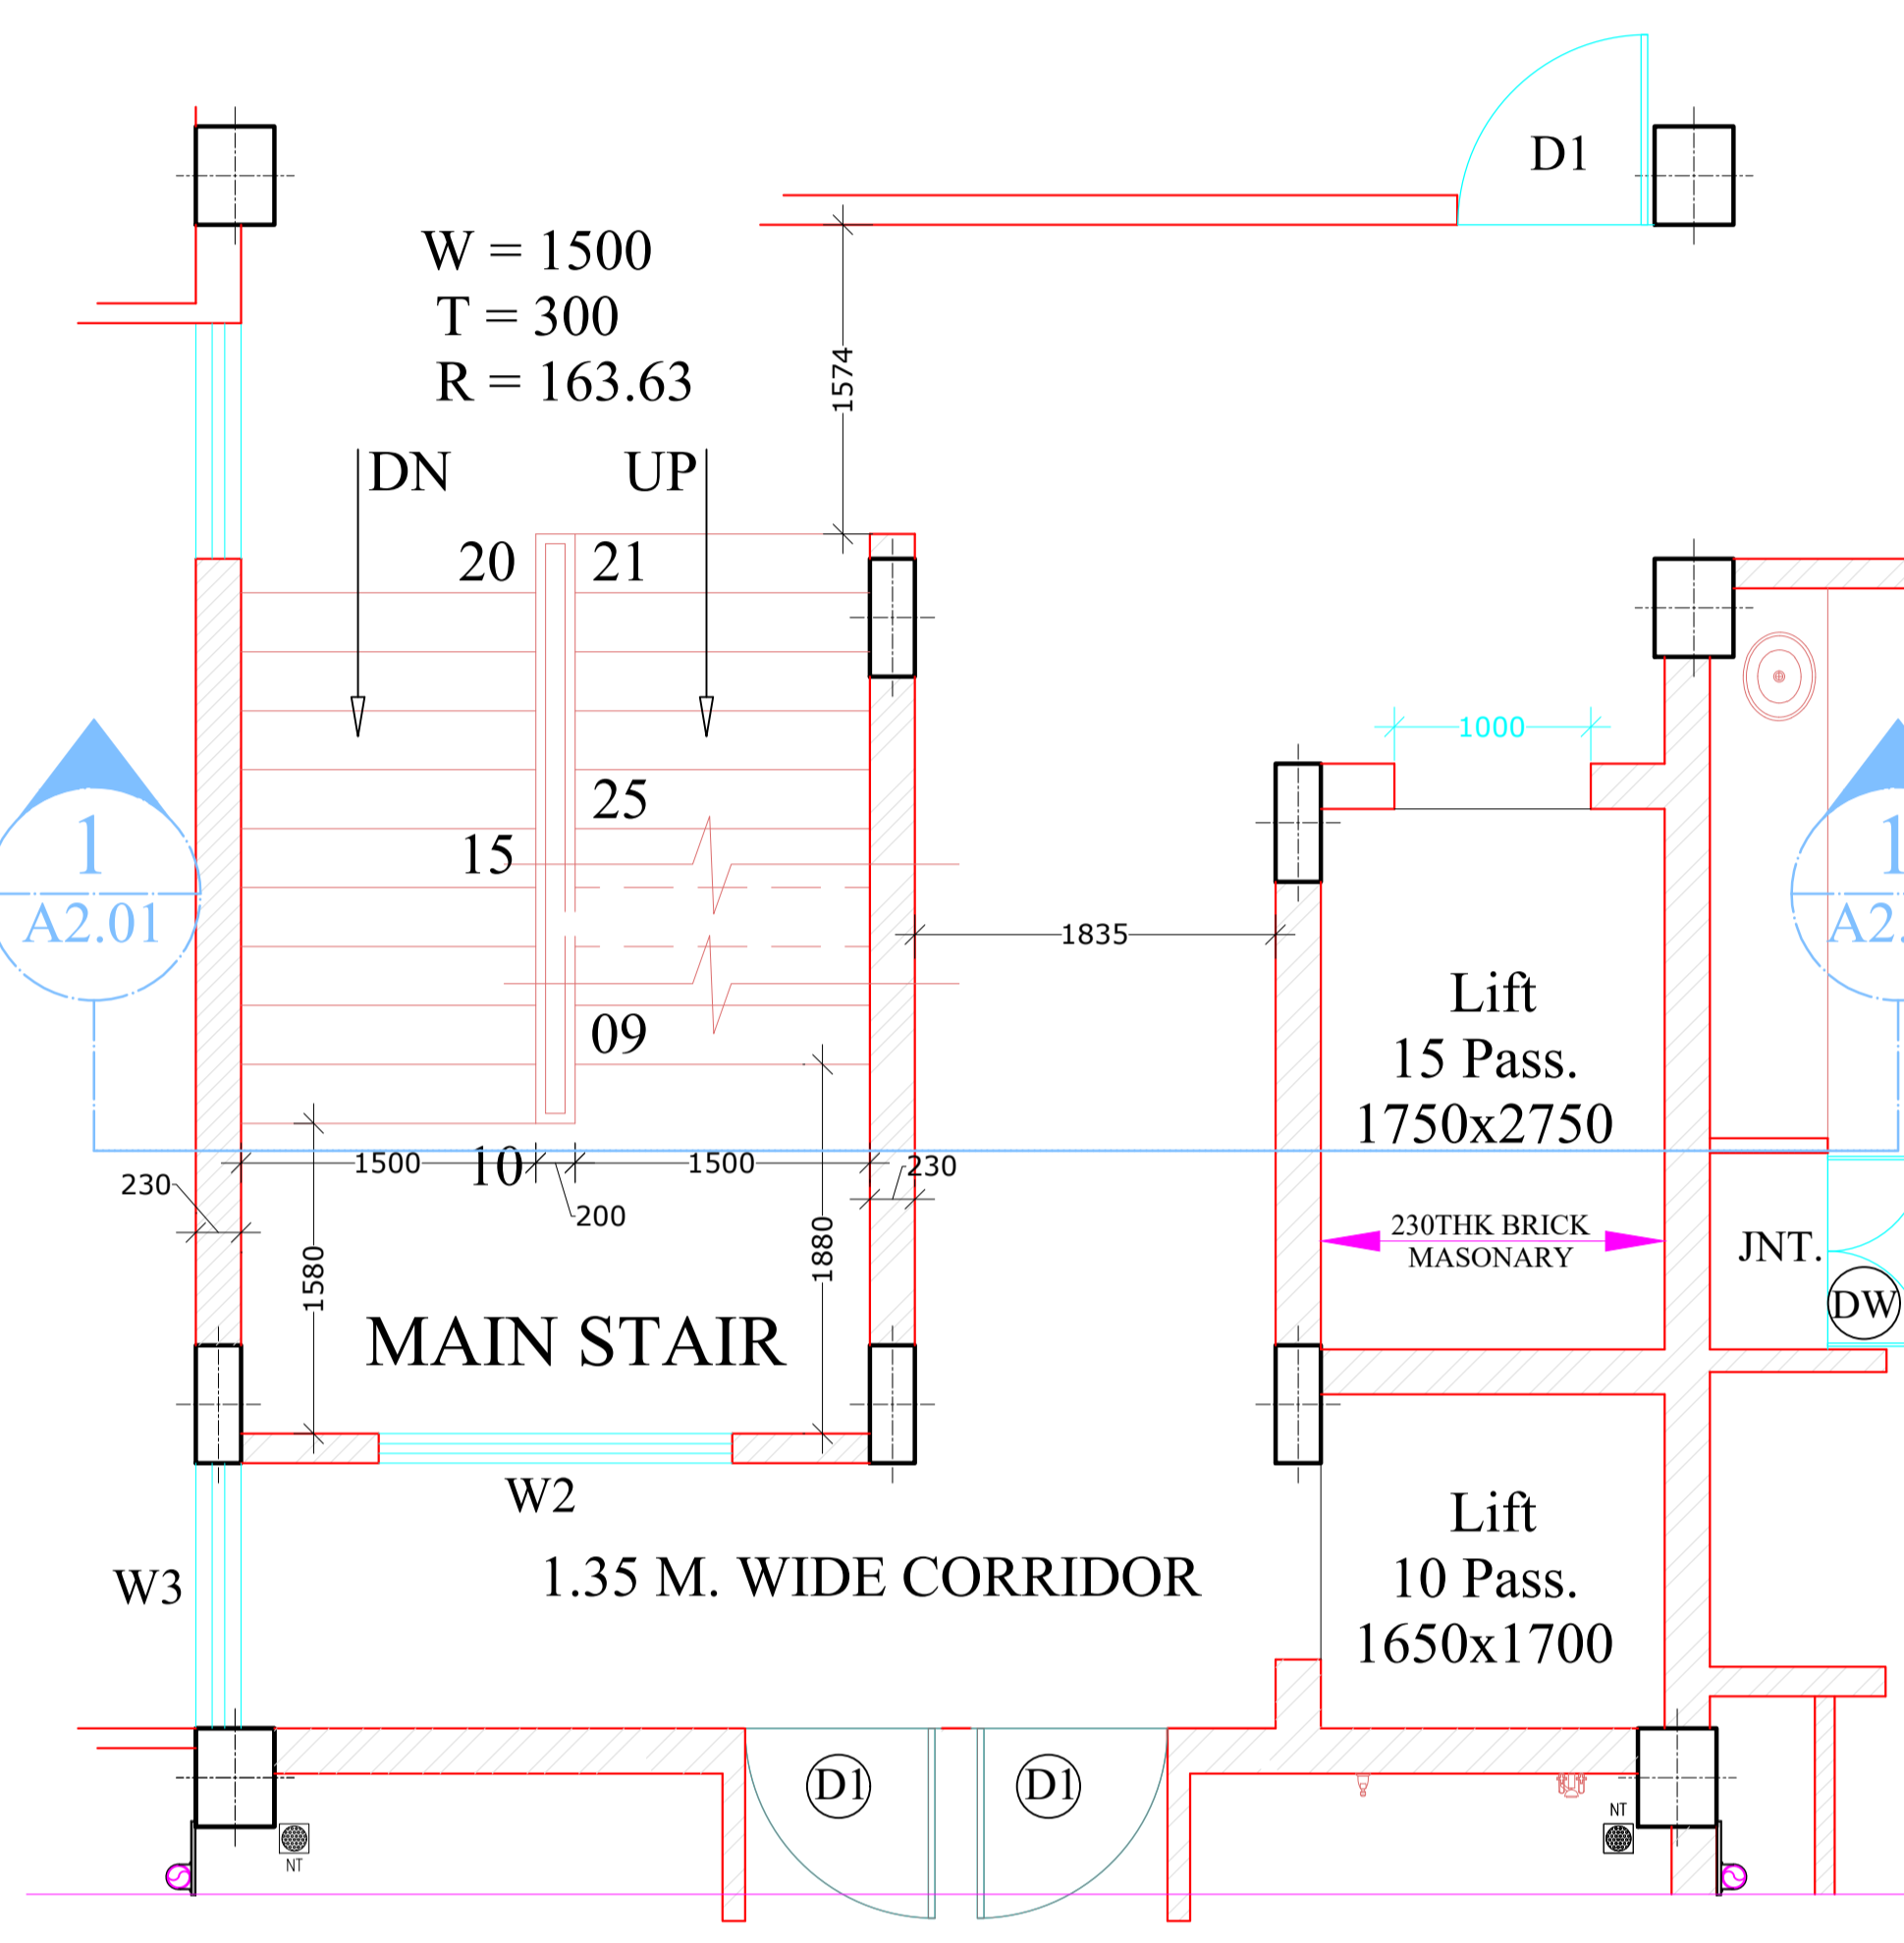 D1
W = 1500
T = 300
R = 163.63
1574
DN
UP
20
21
1000
25
15
1
A2.01
1
A2.
1835
09
Lift
15 Pass.
1750x2750
10
1500
1500
230
230
200
1580
1880
230THK BRICK
MASONARY
JNT.
DW
MAIN STAIR
W2
W3
1.35 M. WIDE CORRIDOR
Lift
10 Pass.
1650x1700
D1
D1
NT
NT